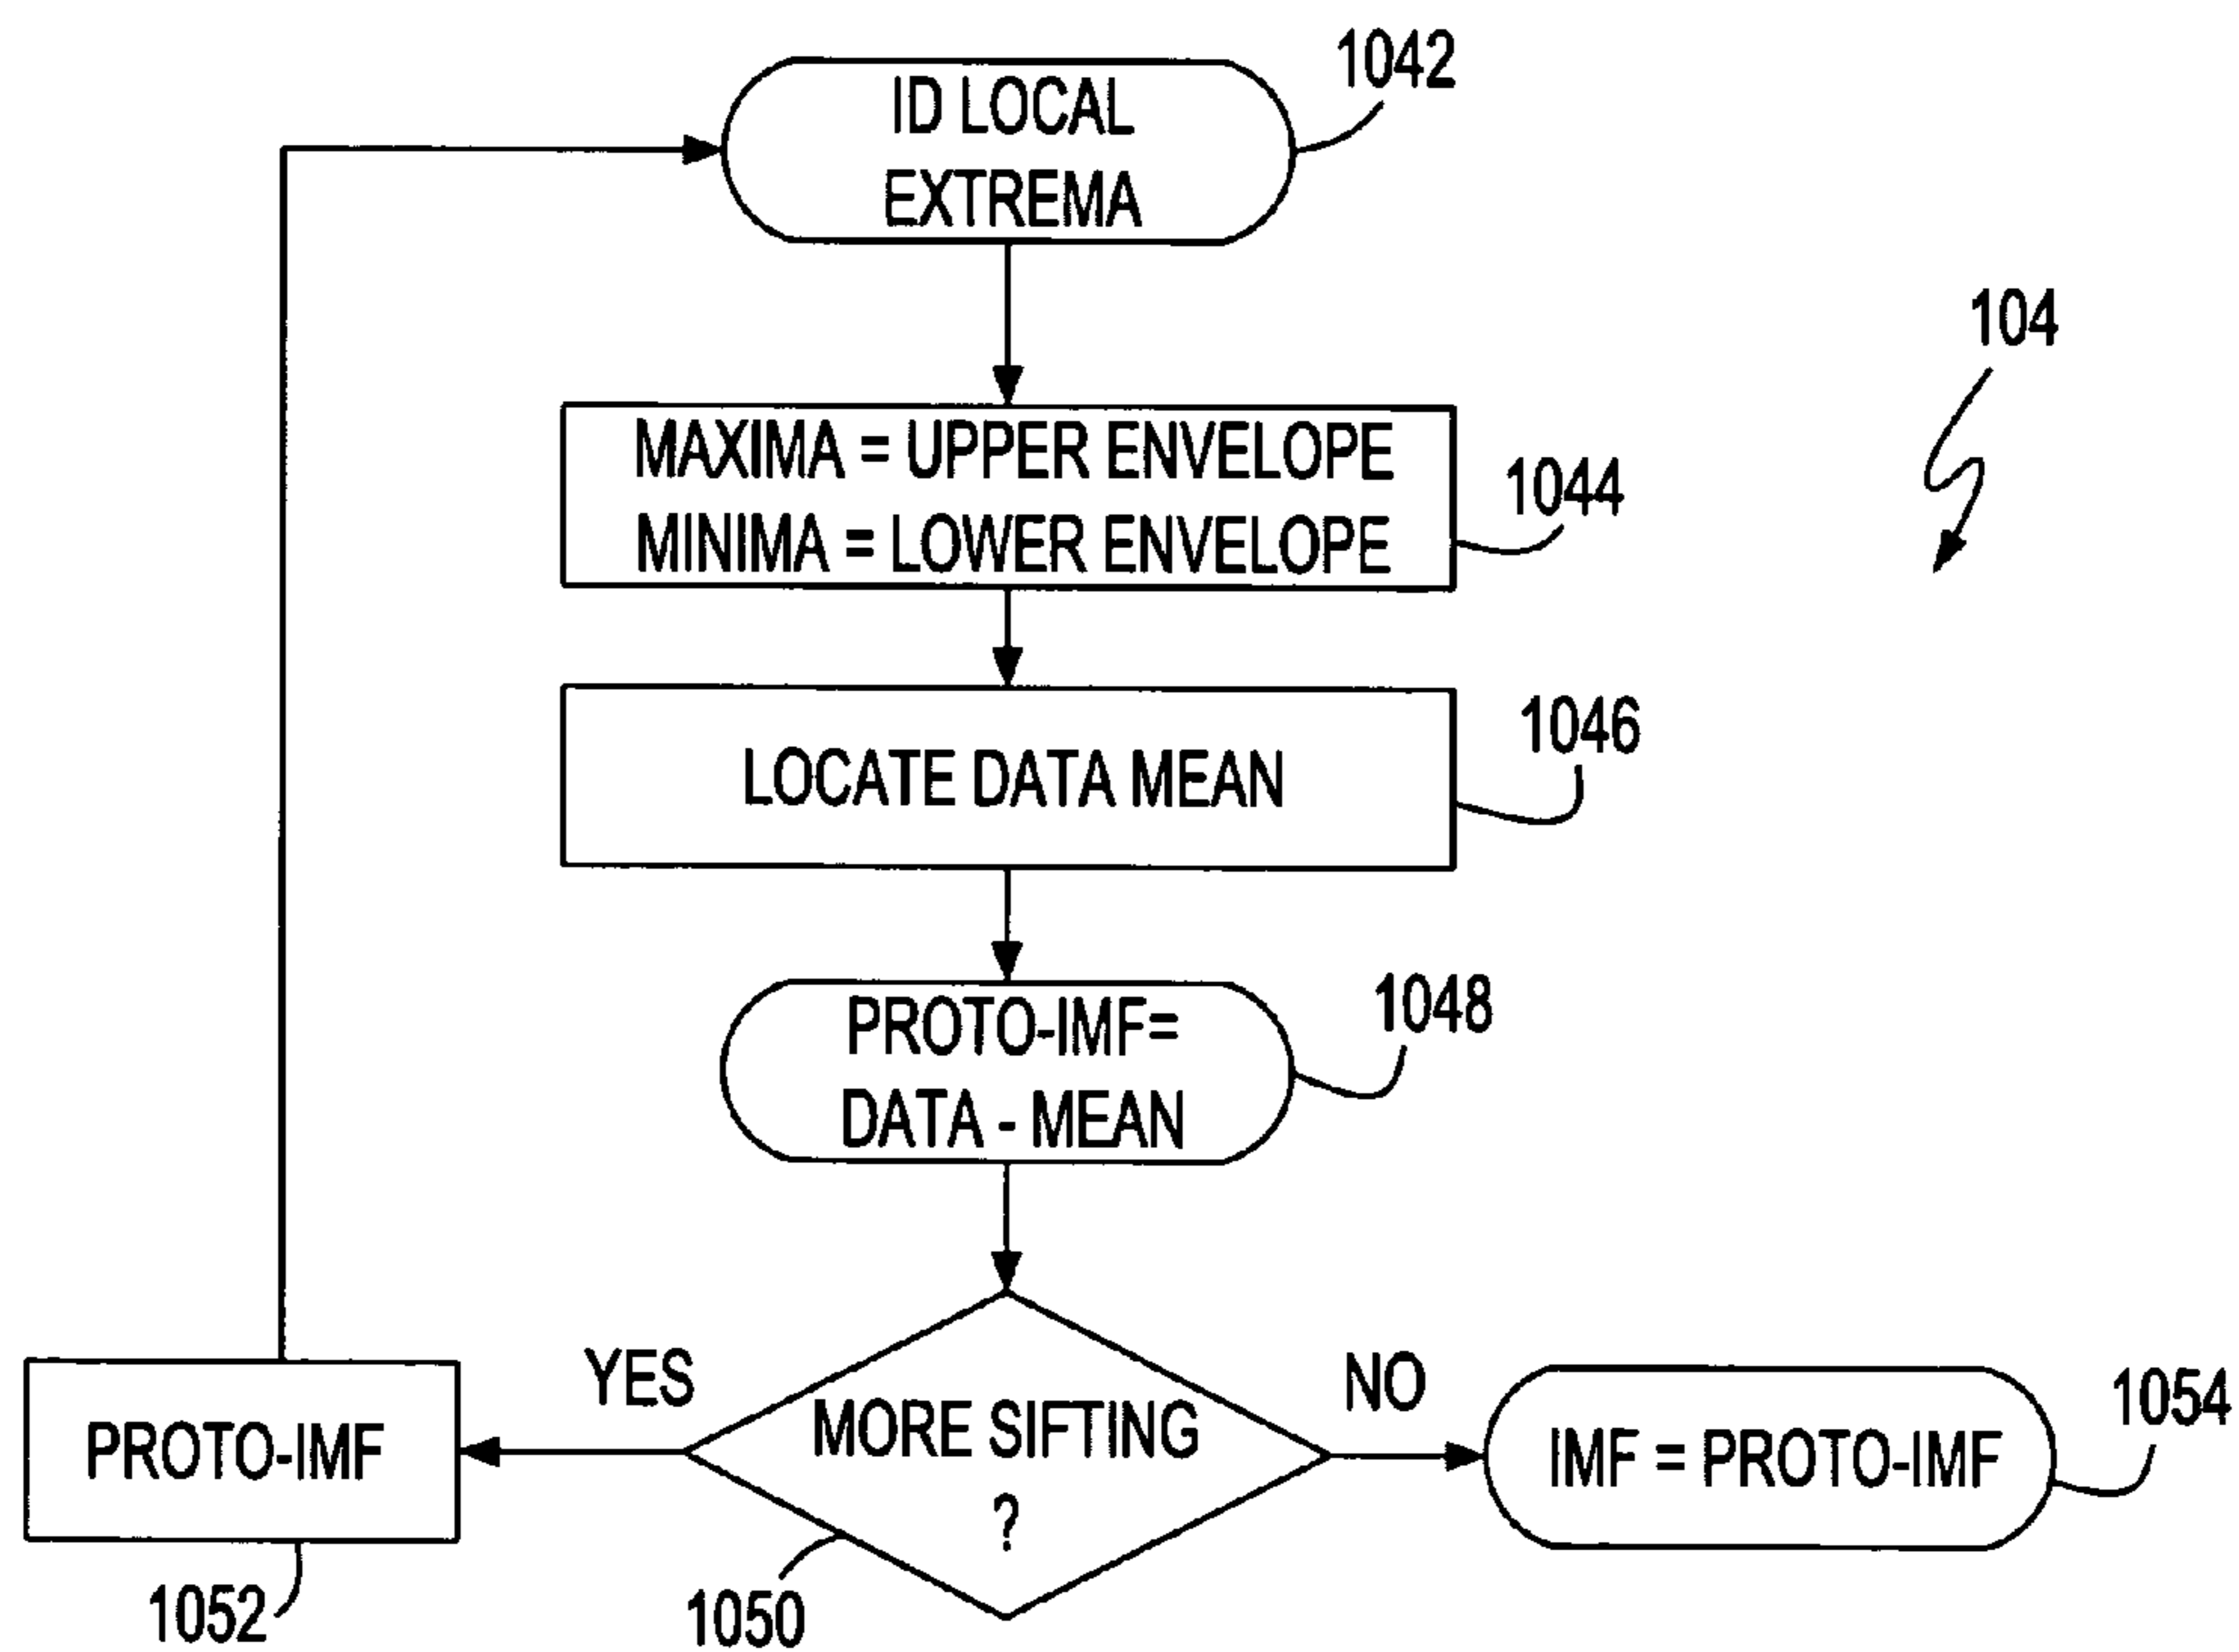 1042
ID LOCAL
EXTREMA
104
MAXIMA = UPPER ENVELOPE
MINIMA = LOWER ENVELOPE
1044
LOCATE DATA MEAN
1046
PROTO-IMF=
DATA - MEAN
1048
YES
MORE SIFTING
?
NO
PROTO-IMF
IMF = PROTO-IMF
1054
1052
1050